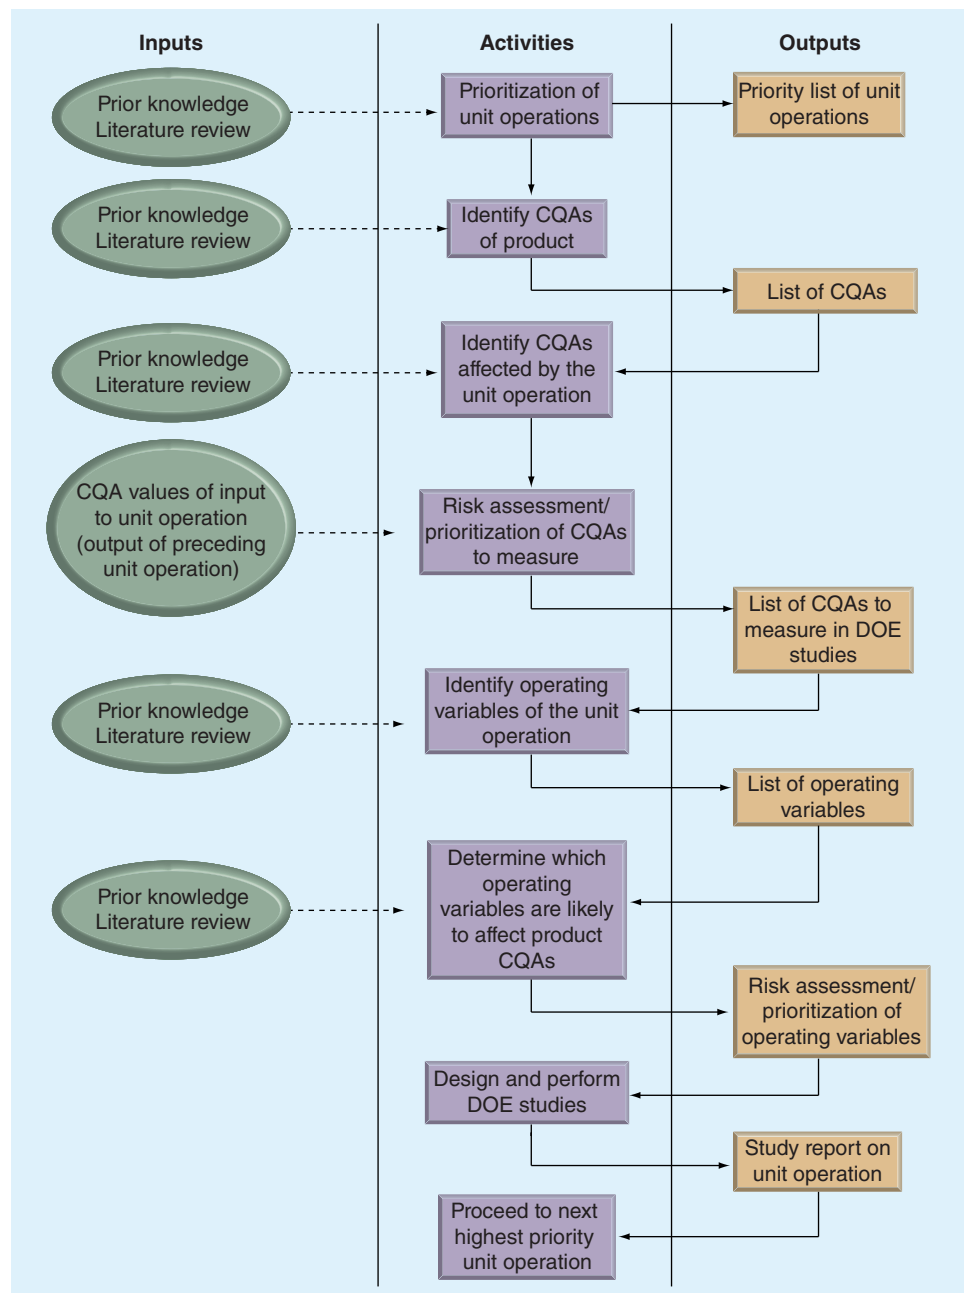 Inputs
Activities
Outputs
Prior knowledge
Literature review
Prioritization of
unit operations
Priority list of unit
operations
Prior knowledge
Literature review
Identify CQAs
of product
List of CQAs
Prior knowledge
Literature review
Identify CQAs
affected by the
unit operation
CQA values of input
to unit operation
(output of preceding
unit operation)
Risk assessment/
prioritization of CQAs
to measure
List of CQAs to
measure in DOE
studies
Prior knowledge
Literature review
Identify operating
variables of the unit
operation
List of operating
variables
Prior knowledge
Literature review
Determine which
operating
variables are likely
to affect product
CQAs
Risk assessment/
prioritization of
operating variables
Design and perform
DOE studies
Study report on
unit operation
Proceed to next
highest priority
unit operation